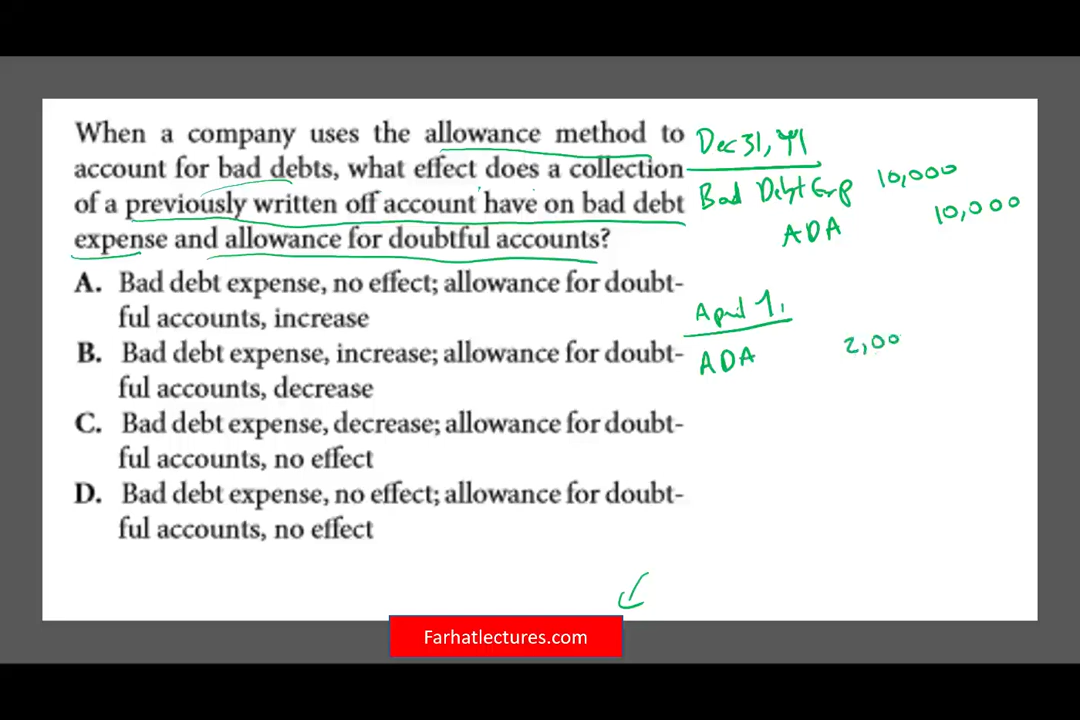 When a company uses the allowance method to
account for bad debts, what effect does a collection
of a previously written off account have on bad debt
expense and allowance for doubtful accounts?
A. Bad debt expense, no effect; allowance for doubt-
ful accounts, increase
B. Bad debt expense, increase; allowance for doubt-
ful accounts, decrease
C. Bad debt expense, decrease; allowance for doubt-
ful accounts, no effect
D. Bad debt expense, no effect; allowance for doubt-
ful accounts, no effect
Dec 31, Y1
Bad Debt Exp 10,000
ADA 10,000
April 1,
ADA 2,00
Farhatlectures.com